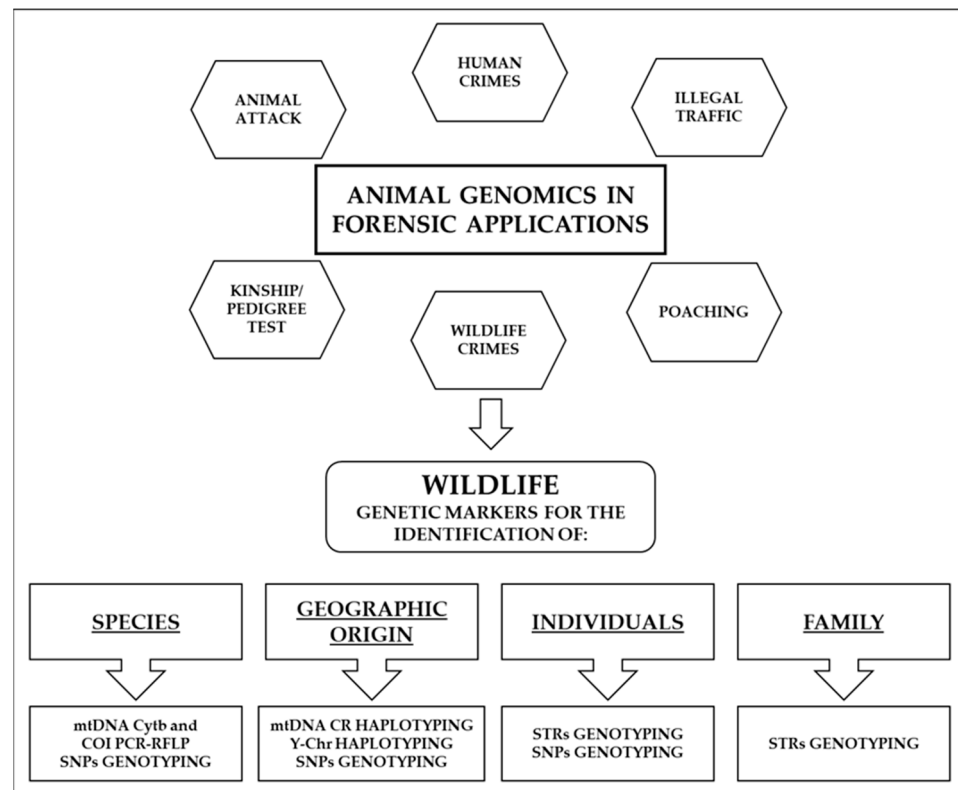 HUMAN
CRIMES
ANIMAL
ATTACK
ILLEGAL
TRAFFIC
ANIMAL GENOMICS IN
FORENSIC APPLICATIONS
KINSHIP/
PEDIGREE
TEST
WILDLIFE
CRIMES
POACHING
WILDLIFE
GENETIC MARKERS FOR THE
IDENTIFICATION OF:
SPECIES
GEOGRAPHIC
ORIGIN
INDIVIDUALS
FAMILY
mtDNA Cytb and
COI PCR-RFLP
SNPs GENOTYPING
mtDNA CR HAPLOTYPING
Y-Chr HAPLOTYPING
SNPs GENOTYPING
STRs GENOTYPING
SNPs GENOTYPING
STRs GENOTYPING